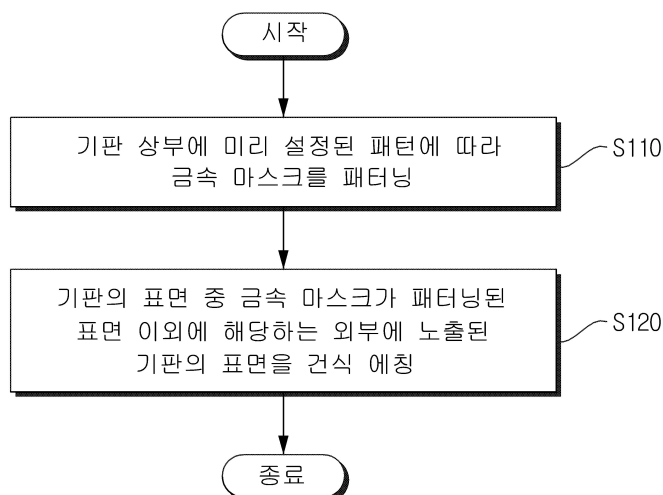 시작
기판 상부에 미리 설정된 패턴에 따라
금속 마스크를 패터닝
S110
기판의 표면 중 금속 마스크가 패터닝된
표면 이외에 해당하는 외부에 노출된
기판의 표면을 건식 에칭
S120
종료